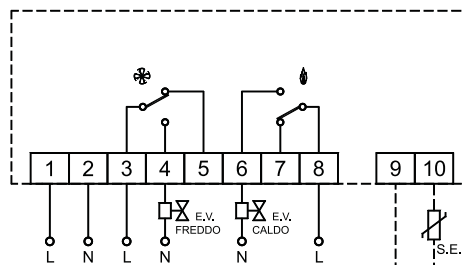 1 2 3 4 5 6 7 8 9 10
E.V. E.V.
FREDDO CALDO
S.E.
L N L N N L